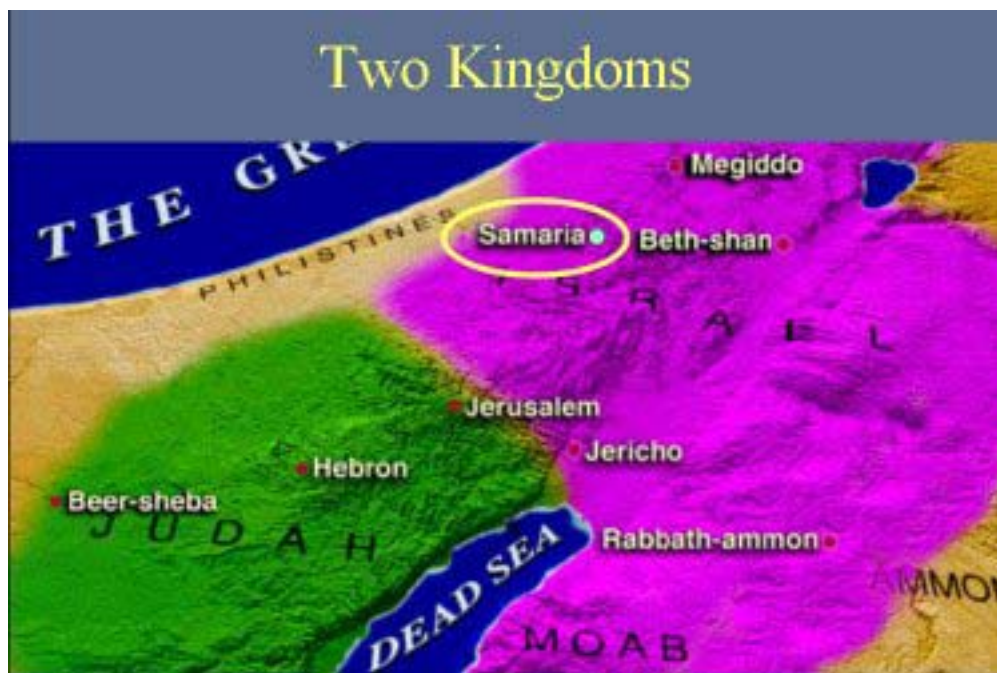 Two Kingdoms
THE GRE
Megiddo
PHILISTINES
Samaria
Beth-shan
ISRAEL
Jerusalem
Jericho
Hebron
Beer-sheba
JUDAH
Rabbath-ammon
DEAD SEA
AMMON
MOAB